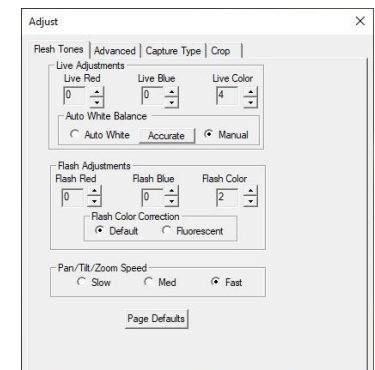 Adjust
Flesh Tones Advanced Capture Type Crop
Live Adjustments
Live Red Live Blue Live Color
0 0 4
Auto White Balance
Auto White Accurate Manual
Flash Adjustments
Flash Red Flash Blue Flash Color
0 0 2
Flash Color Correction
Default Fluorescent
Pan/Tilt/Zoom Speed
Slow Med Fast
Page Defaults